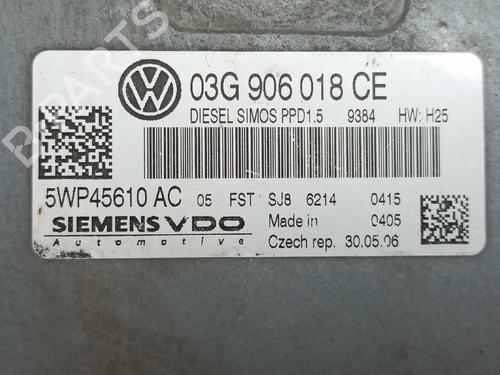 03G 906 018 CE
DIESEL SIMOS PPD1.5 9384 HW: H25
5WP45610 AC 05 FST SJ8 6214 0415
SIEMENS VDO Made in 0405
Automotive Czech rep. 30.05.06
B-PARTS